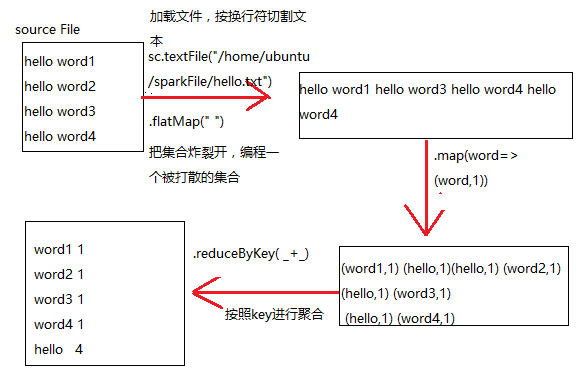 source File
hello word1
hello word2
hello word3
hello word4
加载文件，按换行符切割文
本
sc.textFile("/home/ubuntu
/sparkFile/hello.txt")
.flatMap(" ")
把集合炸裂开，编程一
个被打散的集合
hello word1 hello word3 hello word4 hello
word4
.map(word=>
(word,1))
(word1,1) (hello,1)(hello,1) (word2,1)
(hello,1) (word3,1)
(hello,1) (word4,1)
.reduceByKey( _+_)
按照key进行聚合
word1 1
word2 1
word3 1
word4 1
hello 4